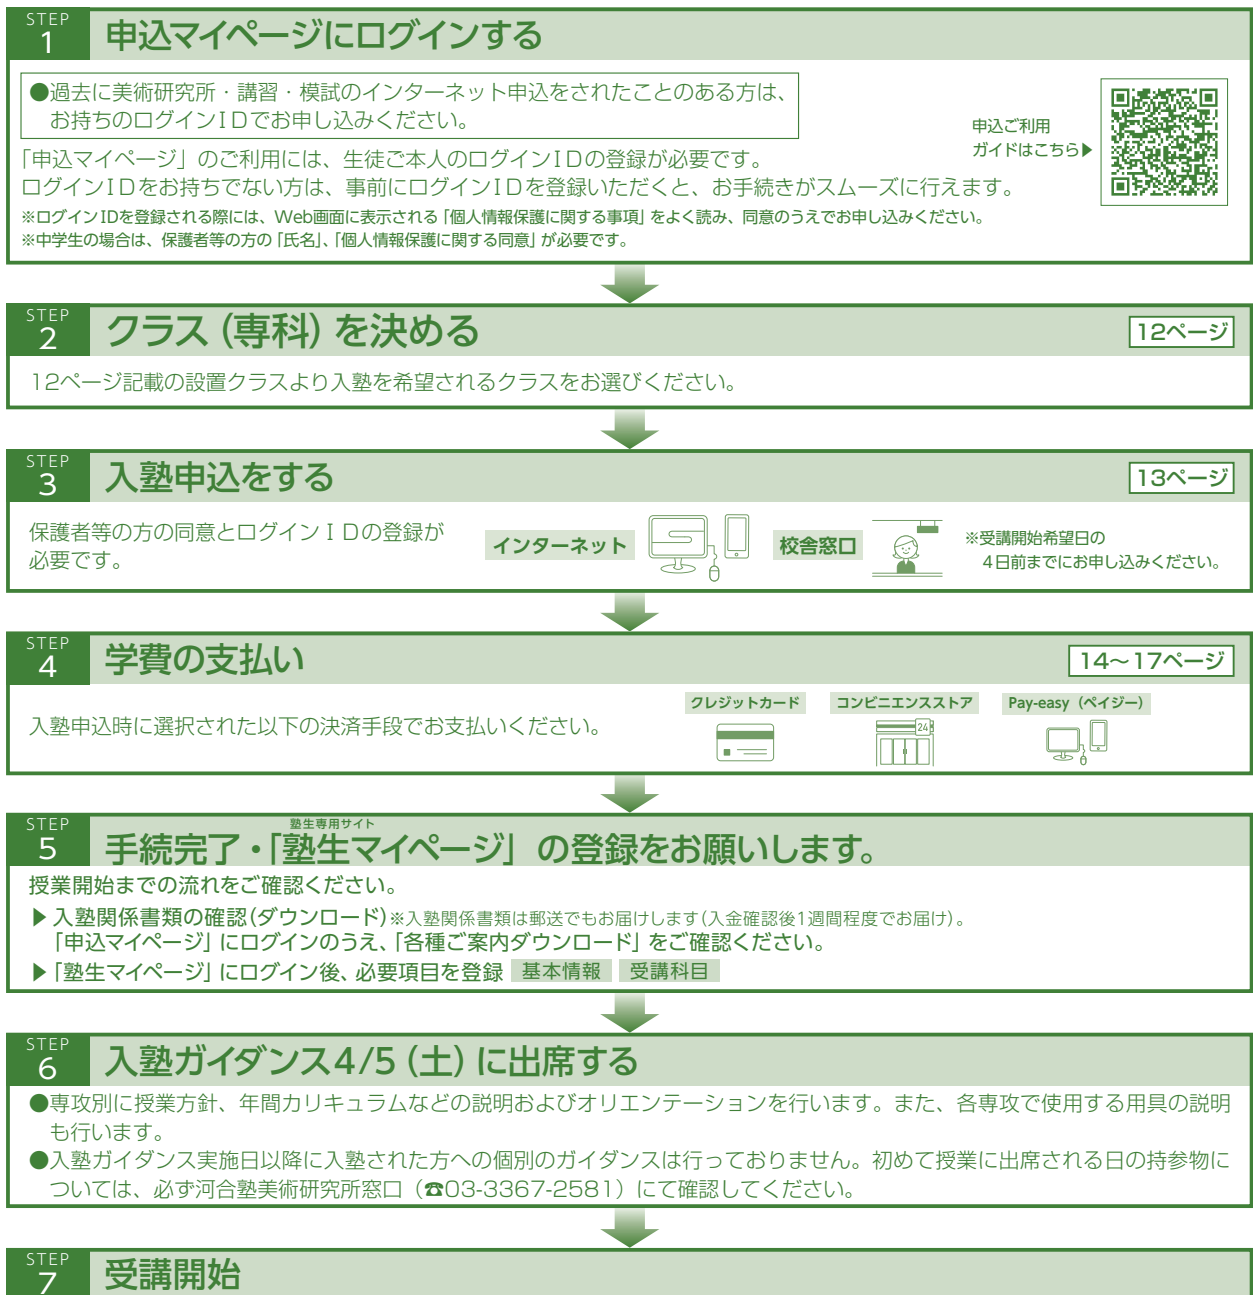 STEP
1
申込マイページにログインする
●過去に美術研究所・講習・模試のインターネット申込をされたことのある方は、
お持ちのログインIDでお申し込みください。
申込ご利用
ガイドはこちら▶
「申込マイページ」のご利用には、生徒ご本人のログインIDの登録が必要です。
ログインIDをお持ちでない方は、事前にログインIDを登録いただくと、お手続きがスムーズに行えます。
※ログインIDを登録される際には、Web画面に表示される「個人情報保護に関する事項」をよく読み、同意のうえでお申し込みください。
※中学生の場合は、保護者等の方の「氏名」、「個人情報保護に関する同意」が必要です。
STEP
2
クラス（専科）を決める
12ページ
12ページ記載の設置クラスより入塾を希望されるクラスをお選びください。
STEP
3
入塾申込をする
13ページ
保護者等の方の同意とログインIDの登録が
必要です。
インターネット
校舎窓口
※受講開始希望日の
4日前までにお申し込みください。
STEP
4
学費の支払い
14〜17ページ
入塾申込時に選択された以下の決済手段でお支払いください。
クレジットカード
コンビニエンスストア
24
Pay-easy（ペイジー）
STEP
5
塾生専用サイト
手続完了・「塾生マイページ」の登録をお願いします。
授業開始までの流れをご確認ください。
▶入塾関係書類の確認(ダウンロード)※入塾関係書類は郵送でもお届けします(入金確認後1週間程度でお届け)。
「申込マイページ」にログインのうえ、「各種ご案内ダウンロード」をご確認ください。
▶「塾生マイページ」にログイン後、必要項目を登録 基本情報 受講科目
STEP
6
入塾ガイダンス4/5（土）に出席する
●専攻別に授業方針、年間カリキュラムなどの説明およびオリエンテーションを行います。また、各専攻で使用する用具の説明
も行います。
●入塾ガイダンス実施日以降に入塾された方への個別のガイダンスは行っておりません。初めて授業に出席される日の持参物に
ついては、必ず河合塾美術研究所窓口（☎03-3367-2581）にて確認してください。
STEP
7
受講開始